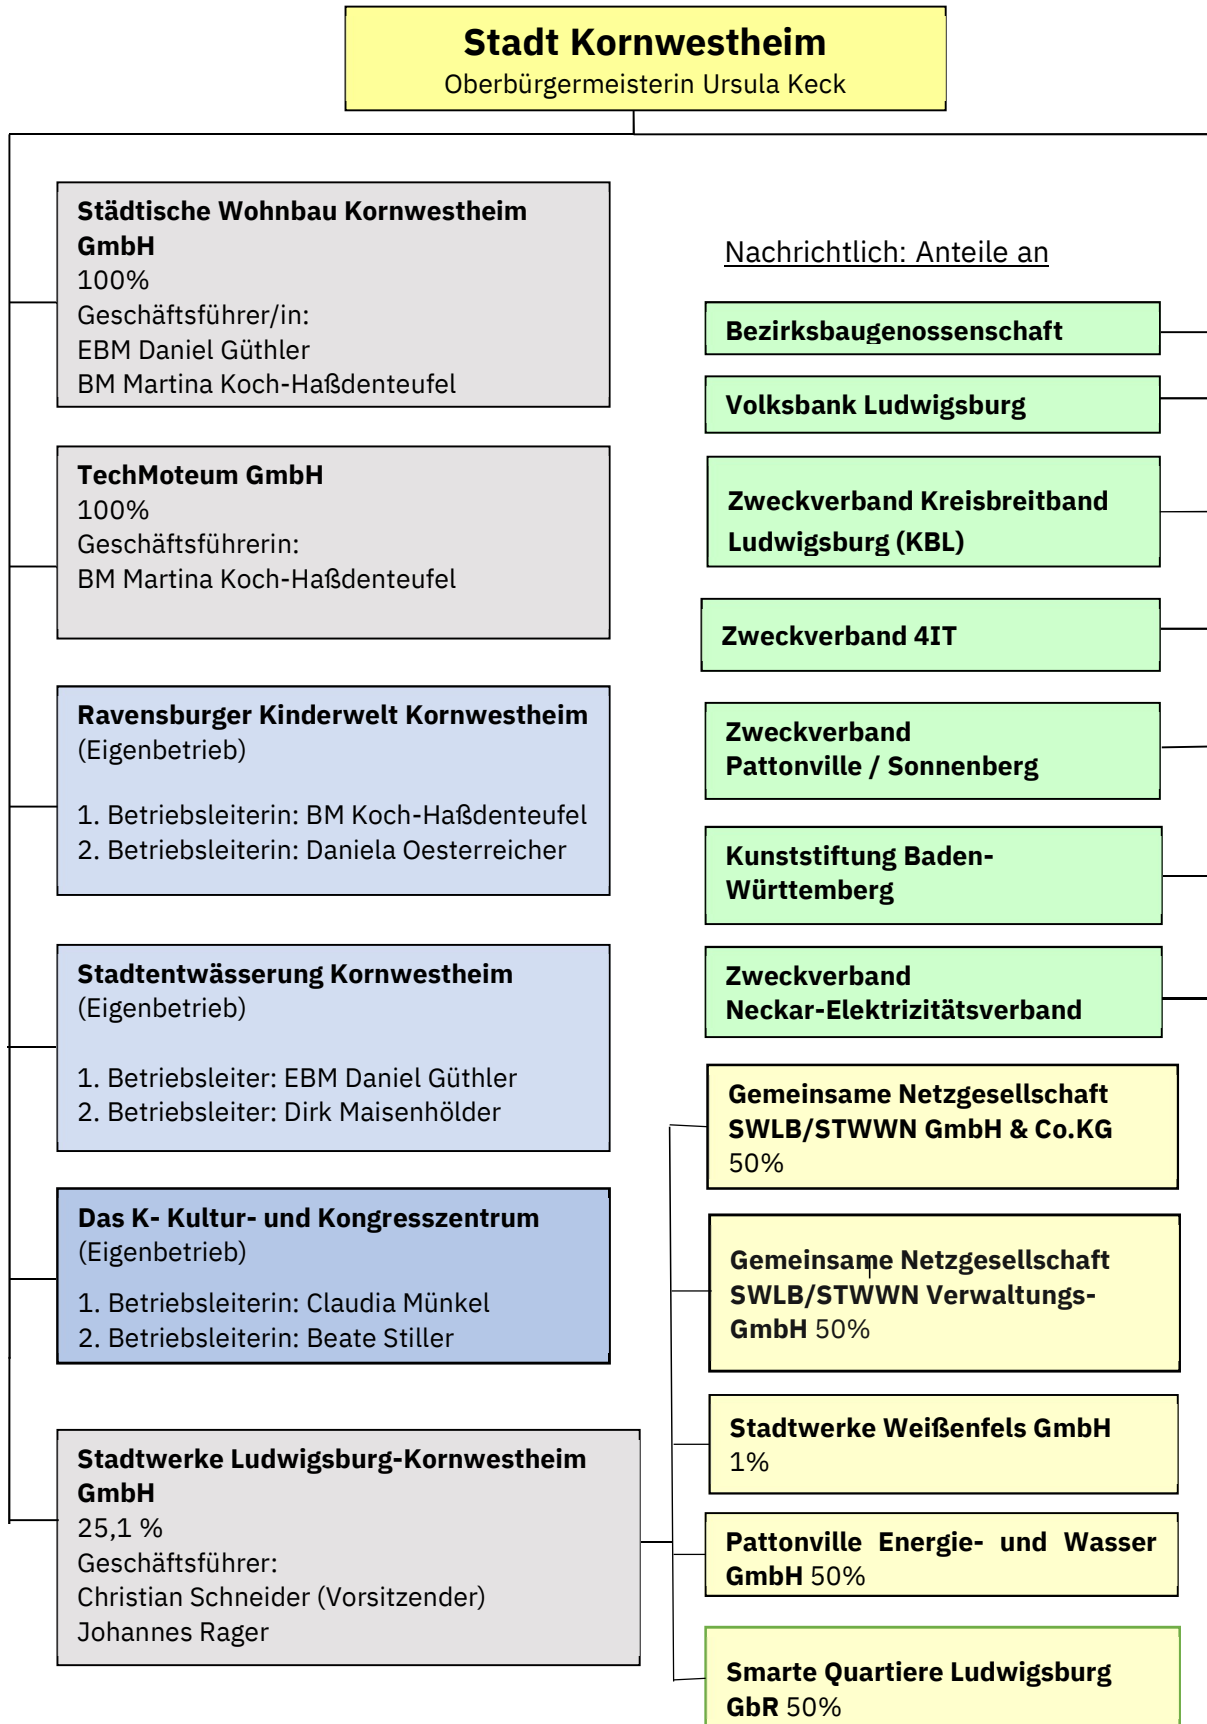 Stadt Kornwestheim
Oberbürgermeisterin Ursula Keck
Städtische Wohnbau Kornwestheim
GmbH
100%
Geschäftsführer/in:
EBM Daniel Güthler
BM Martina Koch-Haßdenteufel
TechMoteum GmbH
100%
Geschäftsführerin:
BM Martina Koch-Haßdenteufel
Ravensburger Kinderwelt Kornwestheim
(Eigenbetrieb)
1. Betriebsleiterin: BM Koch-Haßdenteufel
2. Betriebsleiterin: Daniela Oesterreicher
Stadtentwässerung Kornwestheim
(Eigenbetrieb)
1. Betriebsleiter: EBM Daniel Güthler
2. Betriebsleiter: Dirk Maisenhölder
Das K- Kultur- und Kongresszentrum
(Eigenbetrieb)
1. Betriebsleiterin: Claudia Münkel
2. Betriebsleiterin: Beate Stiller
Stadtwerke Ludwigsburg-Kornwestheim
GmbH
25,1 %
Geschäftsführer:
Christian Schneider (Vorsitzender)
Johannes Rager
Nachrichtlich: Anteile an
Bezirksbaugenossenschaft
Volksbank Ludwigsburg
Zweckverband Kreisbreitband
Ludwigsburg (KBL)
Zweckverband 4IT
Zweckverband
Pattonville / Sonnenberg
Kunststiftung Baden-
Württemberg
Zweckverband
Neckar-Elektrizitätsverband
Gemeinsame Netzgesellschaft
SWLB/STWWN GmbH & Co.KG
50%
Gemeinsame Netzgesellschaft
SWLB/STWWN Verwaltungs-
GmbH 50%
Stadtwerke Weißenfels GmbH
1%
Pattonville Energie- und Wasser
GmbH 50%
Smarte Quartiere Ludwigsburg
GbR 50%